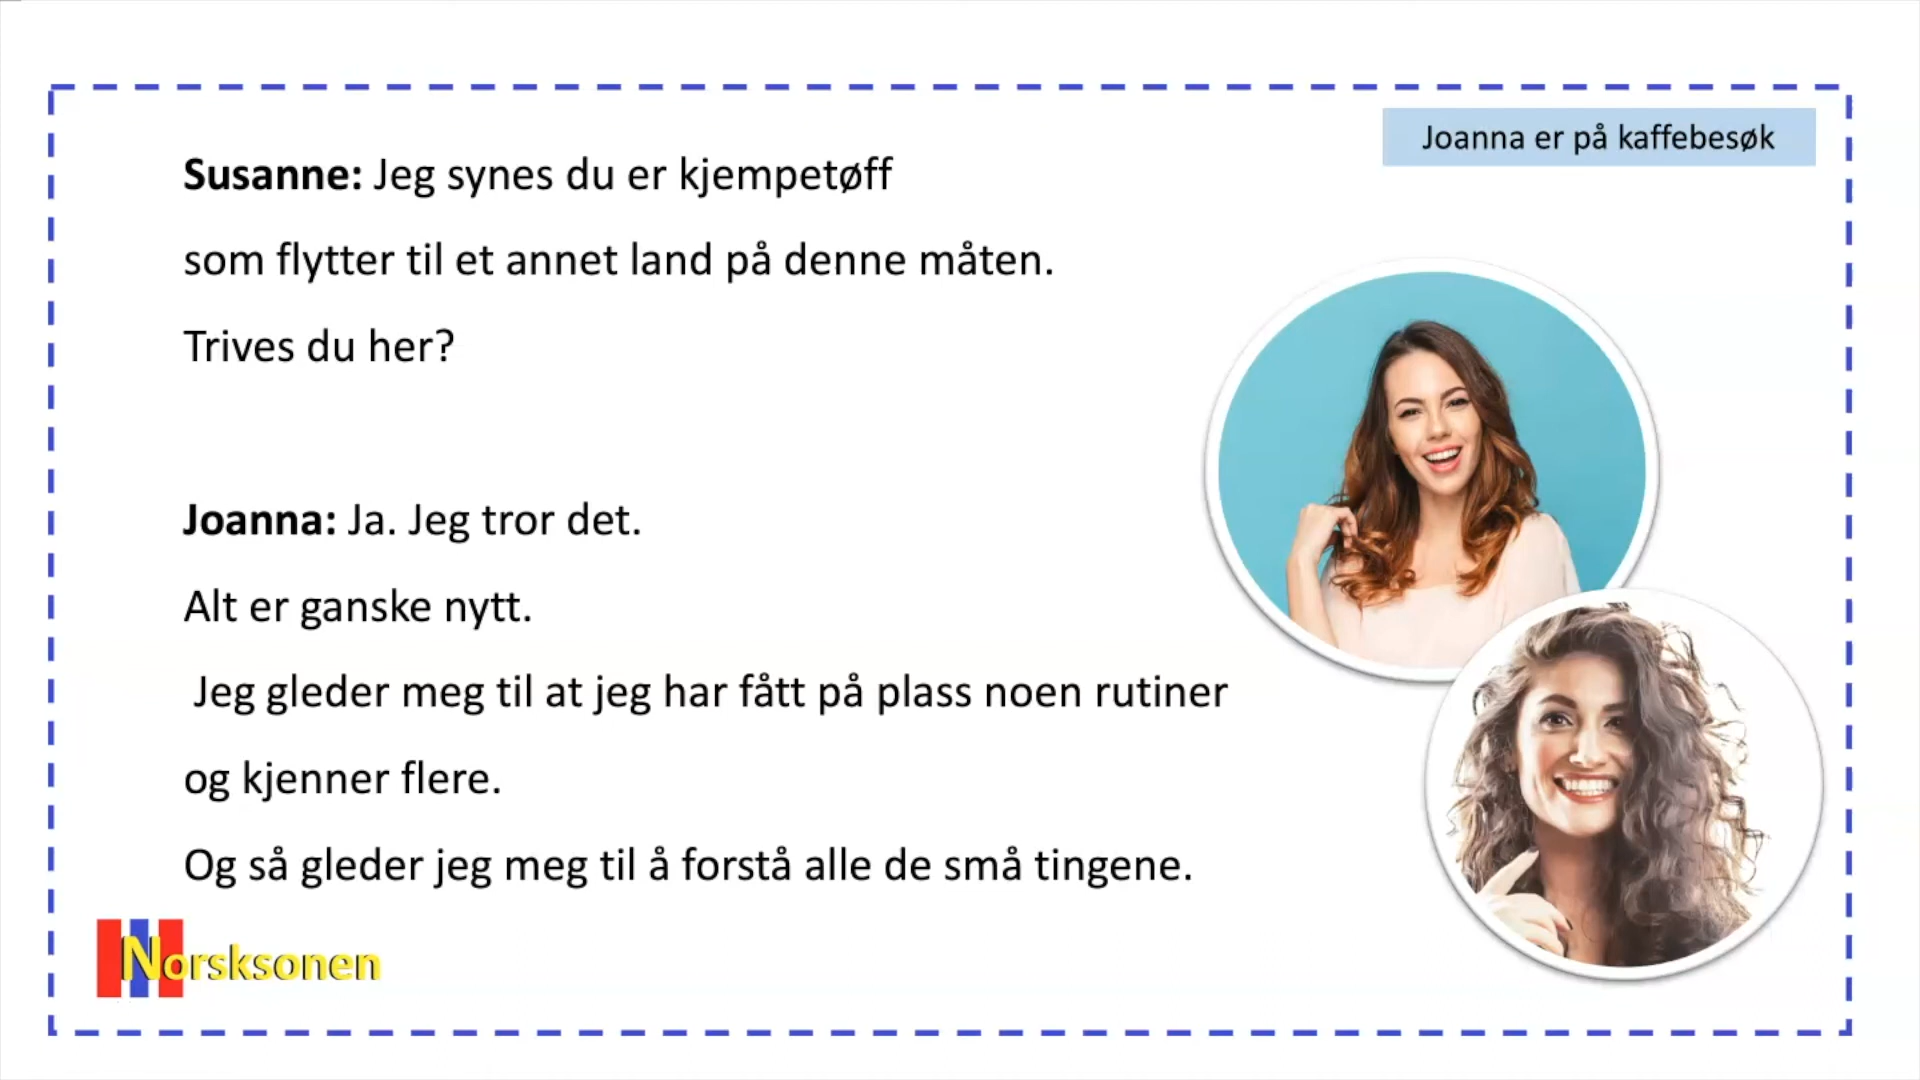 Joanna er på kaffebesøk
Susanne: Jeg synes du er kjempetøff
som flytter til et annet land på denne måten.
Trives du her?
Joanna: Ja. Jeg tror det.
Alt er ganske nytt.
Jeg gleder meg til at jeg har fått på plass noen rutiner
og kjenner flere.
Og så gleder jeg meg til å forstå alle de små tingene.
Norsksonen